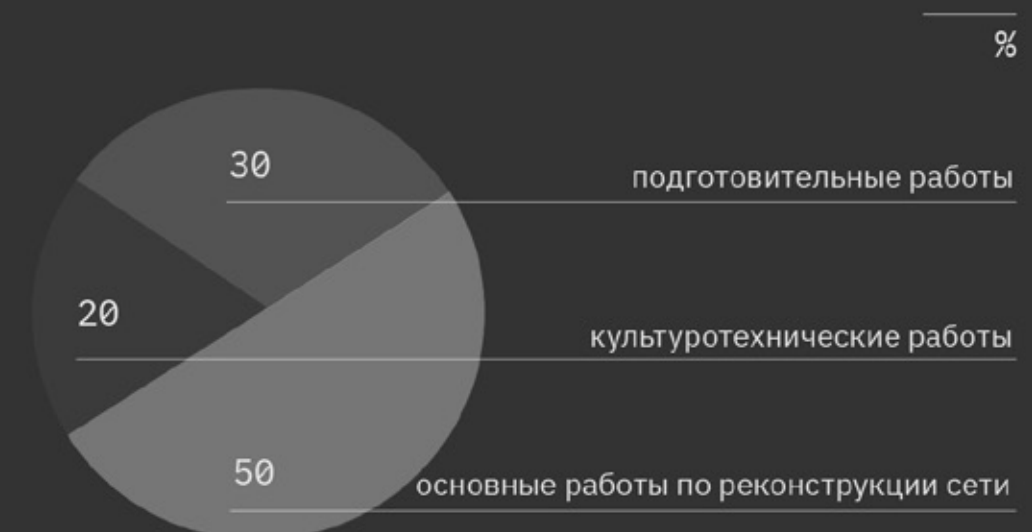 %
30 подготовительные работы
20 культуротехнические работы
50 основные работы по реконструкции сети